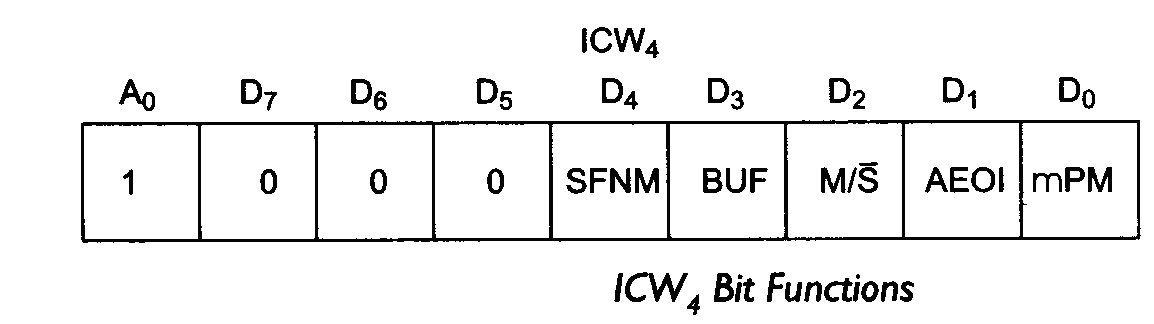 ICW₄
A₀ D₇ D₆ D₅ D₄ D₃ D₂ D₁ D₀
1 0 0 0 SFNM BUF M/S̅ AEOI mPM
ICW₄ Bit Functions